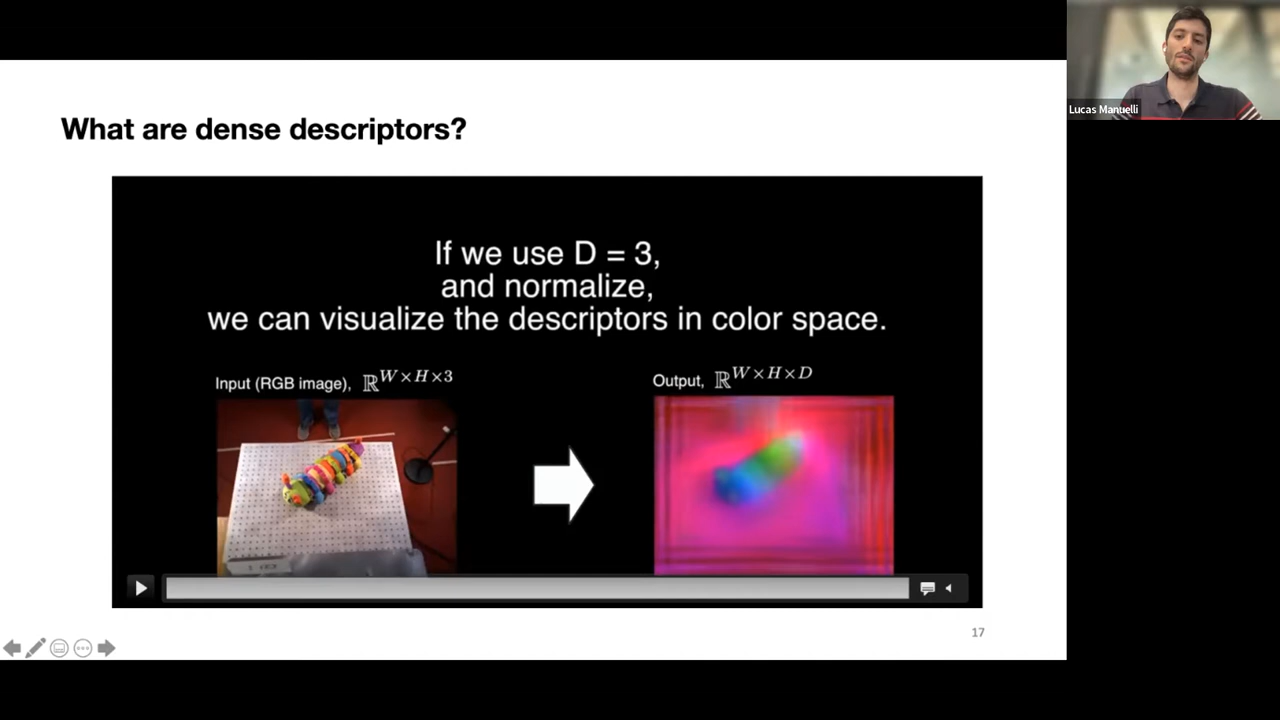 Lucas Manuelli
What are dense descriptors?
If we use D = 3,
and normalize,
we can visualize the descriptors in color space.
Input (RGB image), ℝ^{W×H×3}
Output, ℝ^{W×H×D}
17